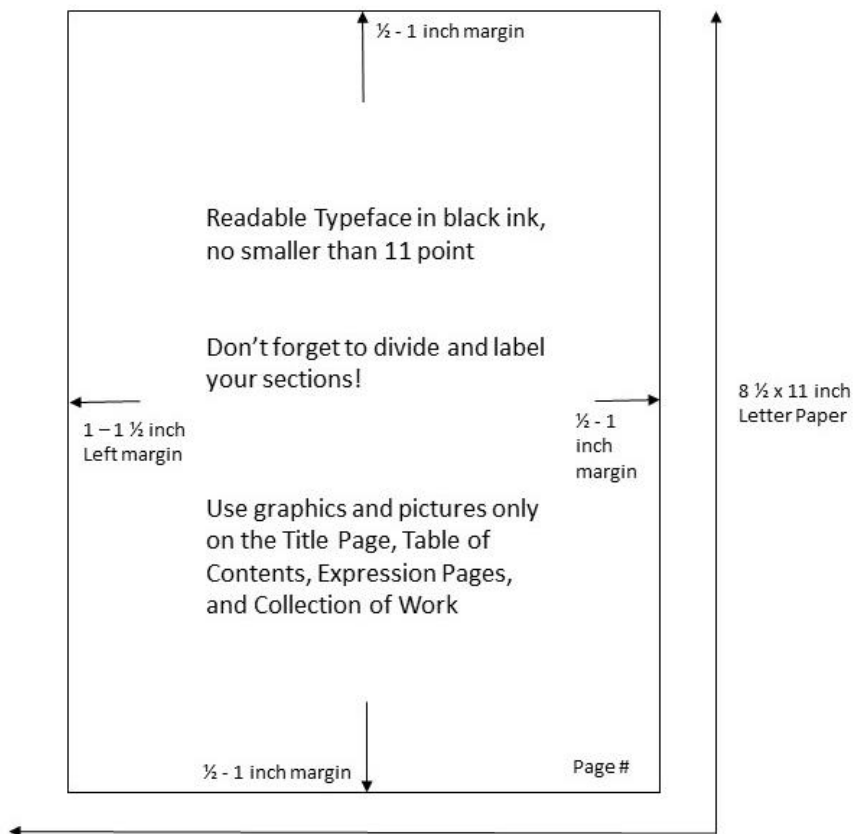 ½ - 1 inch margin
Readable Typeface in black ink,
no smaller than 11 point
Don’t forget to divide and label
your sections!
1 – 1 ½ inch
Left margin
½ - 1
inch
margin
8 ½ x 11 inch
Letter Paper
Use graphics and pictures only
on the Title Page, Table of
Contents, Expression Pages,
and Collection of Work
½ - 1 inch margin
Page #